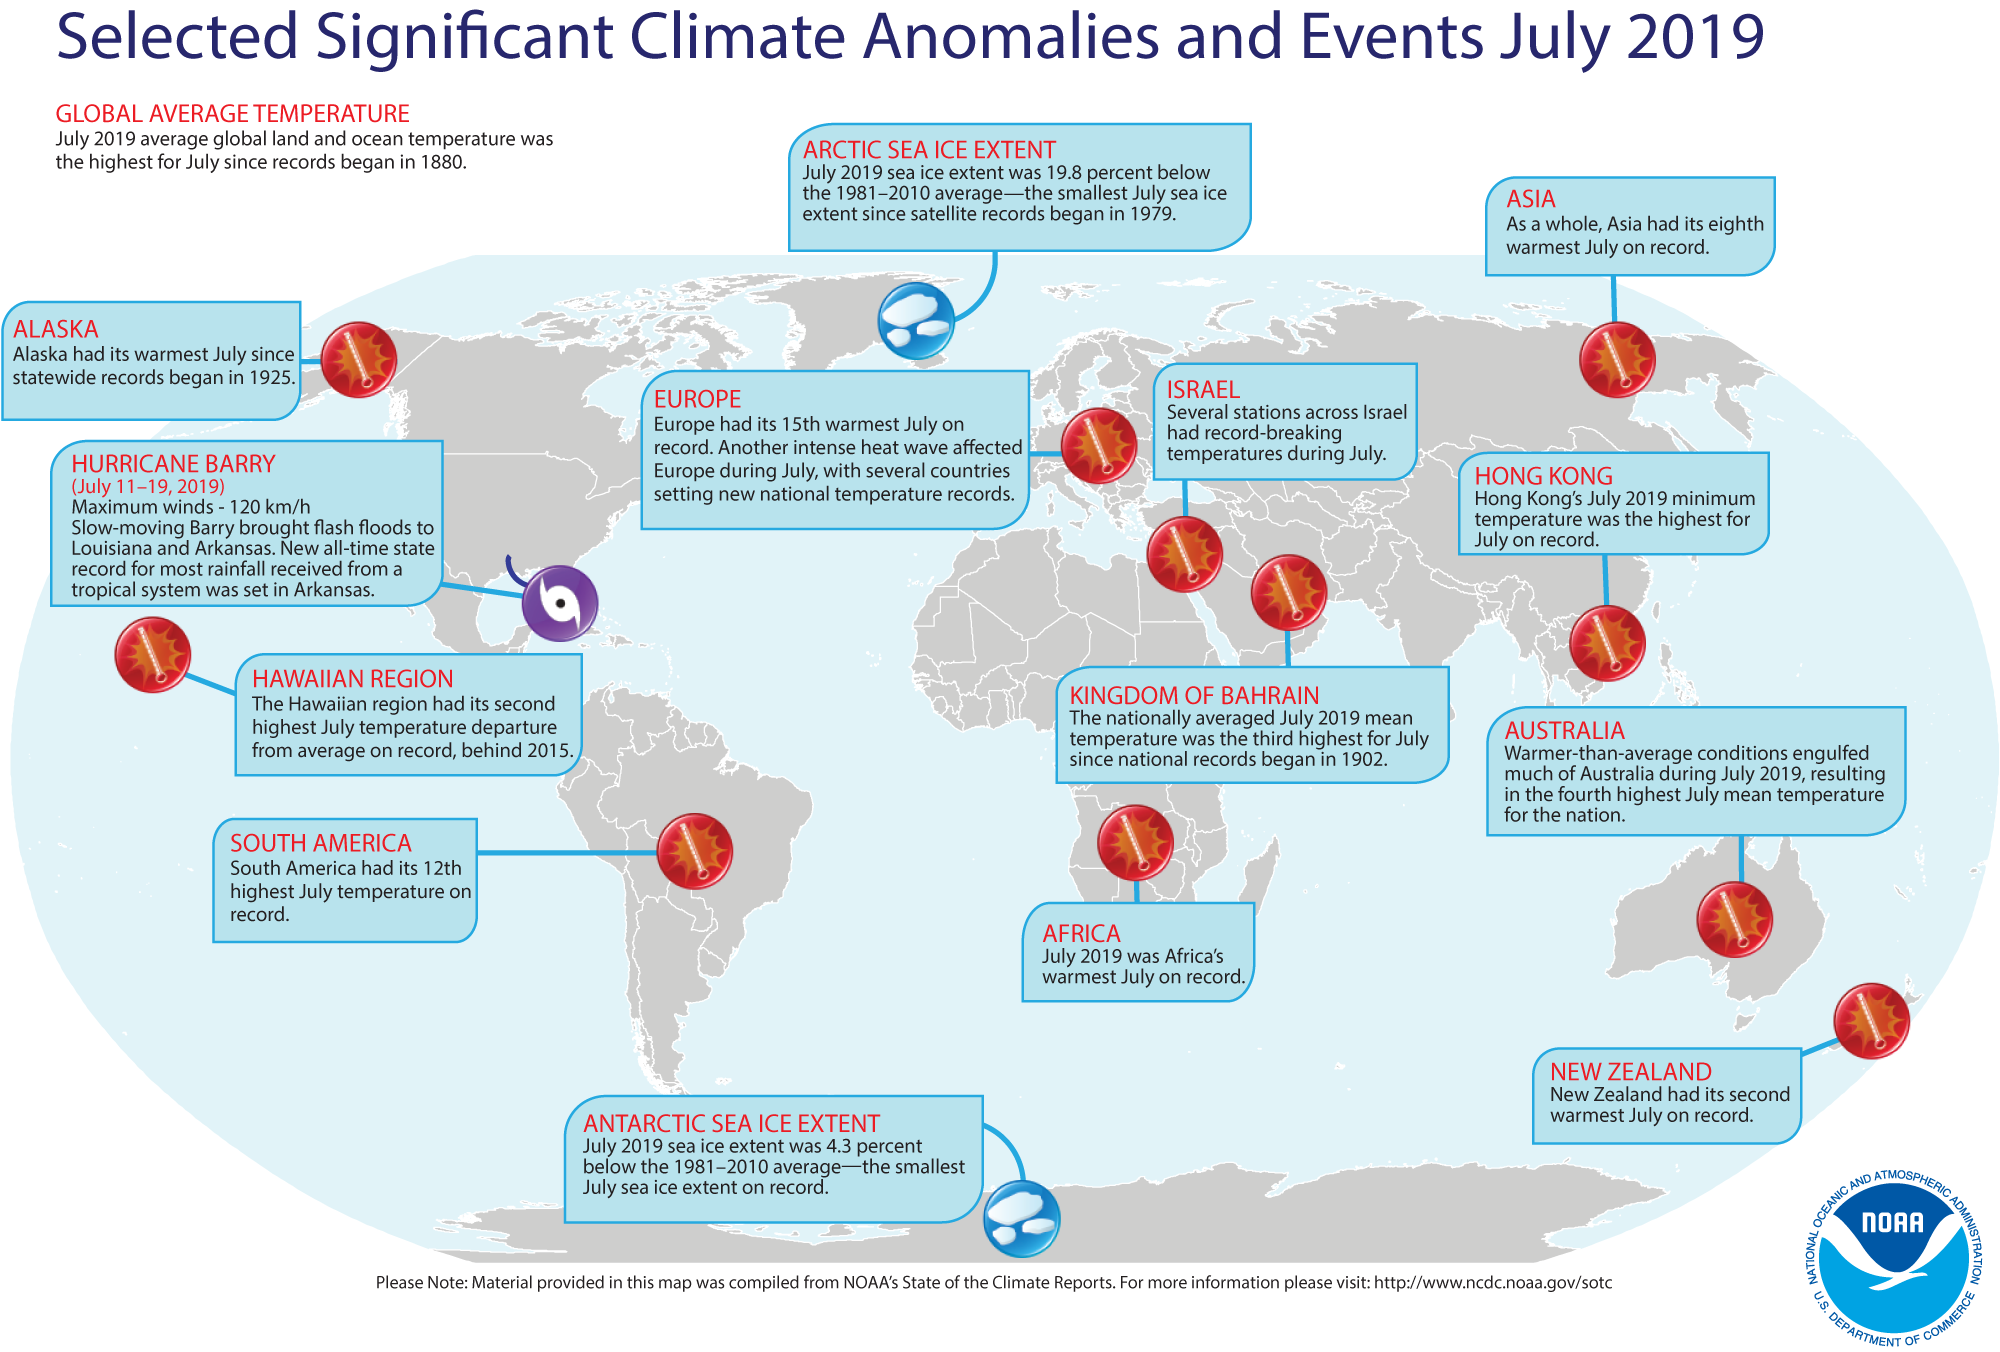 Selected Significant Climate Anomalies and Events July 2019
GLOBAL AVERAGE TEMPERATURE
July 2019 average global land and ocean temperature was
the highest for July since records began in 1880.
ARCTIC SEA ICE EXTENT
July 2019 sea ice extent was 19.8 percent below
the 1981–2010 average—the smallest July sea ice
extent since satellite records began in 1979.
ASIA
As a whole, Asia had its eighth
warmest July on record.
ALASKA
Alaska had its warmest July since
statewide records began in 1925.
EUROPE
Europe had its 15th warmest July on
record. Another intense heat wave affected
Europe during July, with several countries
setting new national temperature records.
ISRAEL
Several stations across Israel
had record-breaking
temperatures during July.
HURRICANE BARRY
(July 11–19, 2019)
Maximum winds - 120 km/h
Slow-moving Barry brought flash floods to
Louisiana and Arkansas. New all-time state
record for most rainfall received from a
tropical system was set in Arkansas.
HONG KONG
Hong Kong's July 2019 minimum
temperature was the highest for
July on record.
HAWAIIAN REGION
The Hawaiian region had its second
highest July temperature departure
from average on record, behind 2015.
KINGDOM OF BAHRAIN
The nationally averaged July 2019 mean
temperature was the third highest for July
since national records began in 1902.
AUSTRALIA
Warmer-than-average conditions engulfed
much of Australia during July 2019, resulting
in the fourth highest July mean temperature
for the nation.
SOUTH AMERICA
South America had its 12th
highest July temperature on
record.
AFRICA
July 2019 was Africa's
warmest July on record.
NEW ZEALAND
New Zealand had its second
warmest July on record.
ANTARCTIC SEA ICE EXTENT
July 2019 sea ice extent was 4.3 percent
below the 1981–2010 average—the smallest
July sea ice extent on record.
NATIONAL OCEANIC AND ATMOSPHERIC ADMINISTRATION
NOAA
U.S. DEPARTMENT OF COMMERCE
Please Note: Material provided in this map was compiled from NOAA's State of the Climate Reports. For more information please visit: http://www.ncdc.noaa.gov/sotc